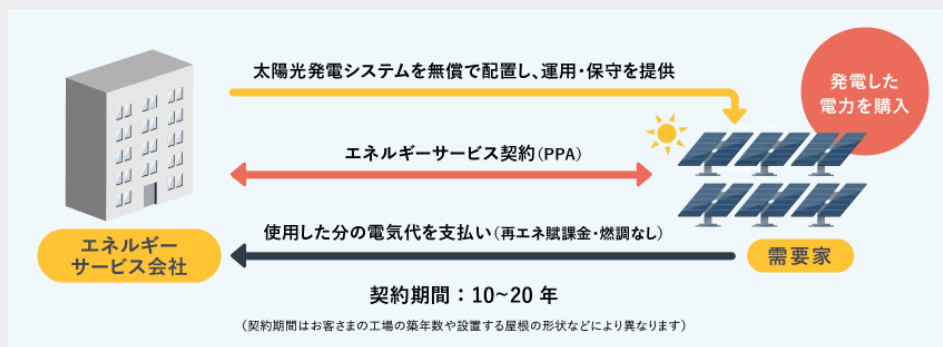 太陽光発電システムを無償で配置し、運用・保守を提供
発電した
電力を購入
エネルギーサービス契約(PPA)
使用した分の電気代を支払い(再エネ賦課金・燃調なし)
エネルギー
サービス会社
需要家
契約期間:10~20 年
(契約期間はお客さまの工場の築年数や設置する屋根の形状などにより異なります)